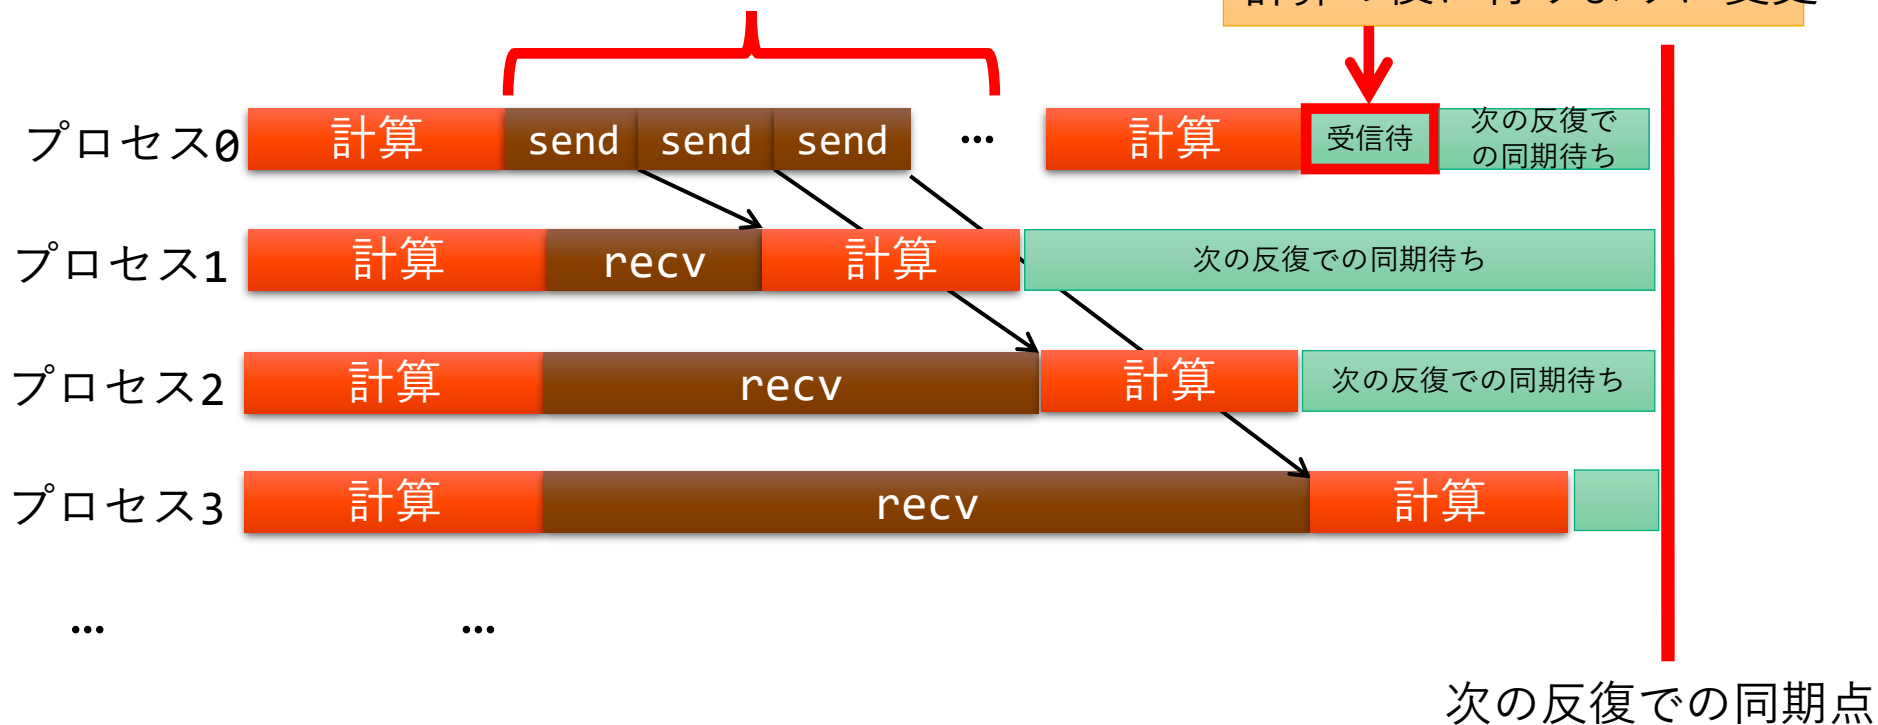 プロセス0 計算 send send send … 計算 受信待 次の反復で
の同期待ち
プロセス1 計算 recv 計算 次の反復での同期待ち
プロセス2 計算 recv 計算 次の反復での同期待ち
プロセス3 計算 recv 計算
… …
次の反復での同期点